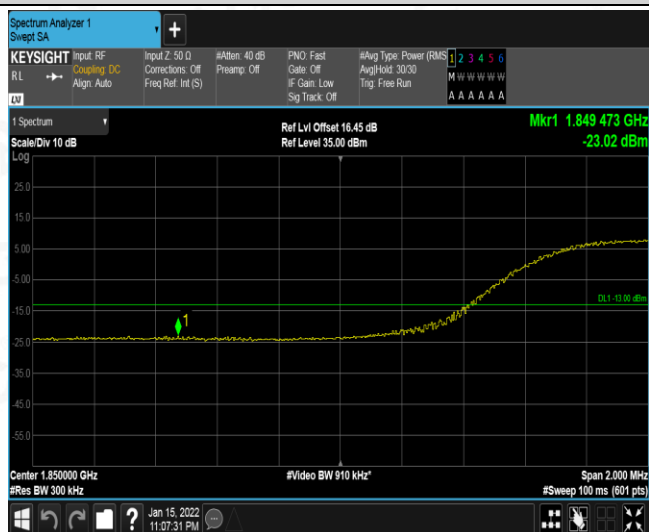 Spectrum Analyzer 1
Swept SA
+
KEYSIGHT
RL
Input: RF
Coupling: DC
Align: Auto
Input Z: 50 Ω
Corrections: Off
Freq Ref: Int (S)
#Atten: 40 dB
Preamp: Off
PNO: Fast
Gate: Off
IF Gain: Low
Sig Track: Off
#Avg Type: Power (RMS
Avg|Hold: 30/30
Trig: Free Run
1 2 3 4 5 6
M W W W W W
A A A A A A
LXI
1 Spectrum
Scale/Div 10 dB
Log
Ref Lvl Offset 16.45 dB
Ref Level 35.00 dBm
Mkr1 1.849 473 GHz
-23.02 dBm
25.0
15.0
5.00
-5.00
-15.0
-25.0
-35.0
-45.0
-55.0
DL1 -13.00 dBm
1
Center 1.850000 GHz
#Res BW 300 kHz
#Video BW 910 kHz*
Span 2.000 MHz
#Sweep 100 ms (601 pts)
?
Jan 15, 2022
11:07:31 PM